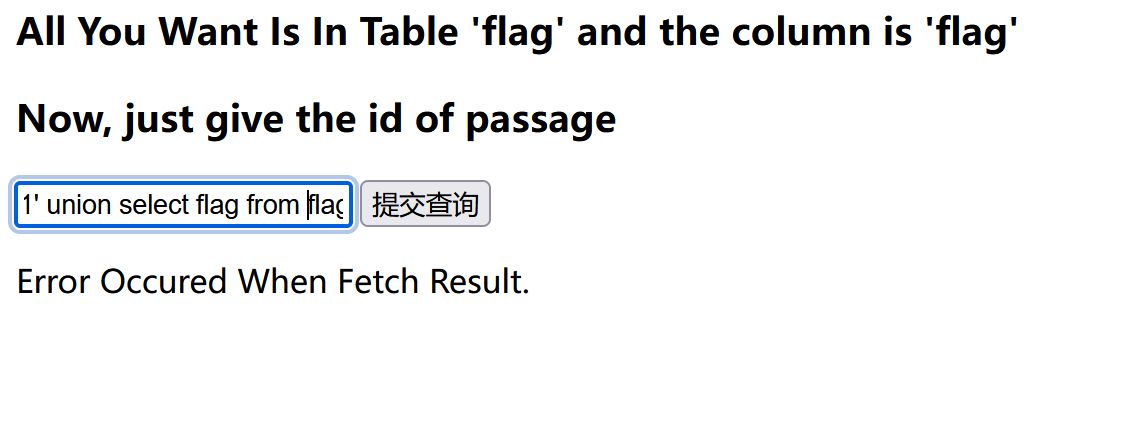 All You Want Is In Table 'flag' and the column is 'flag'
Now, just give the id of passage
1' union select flag from flag
提交查询
Error Occured When Fetch Result.